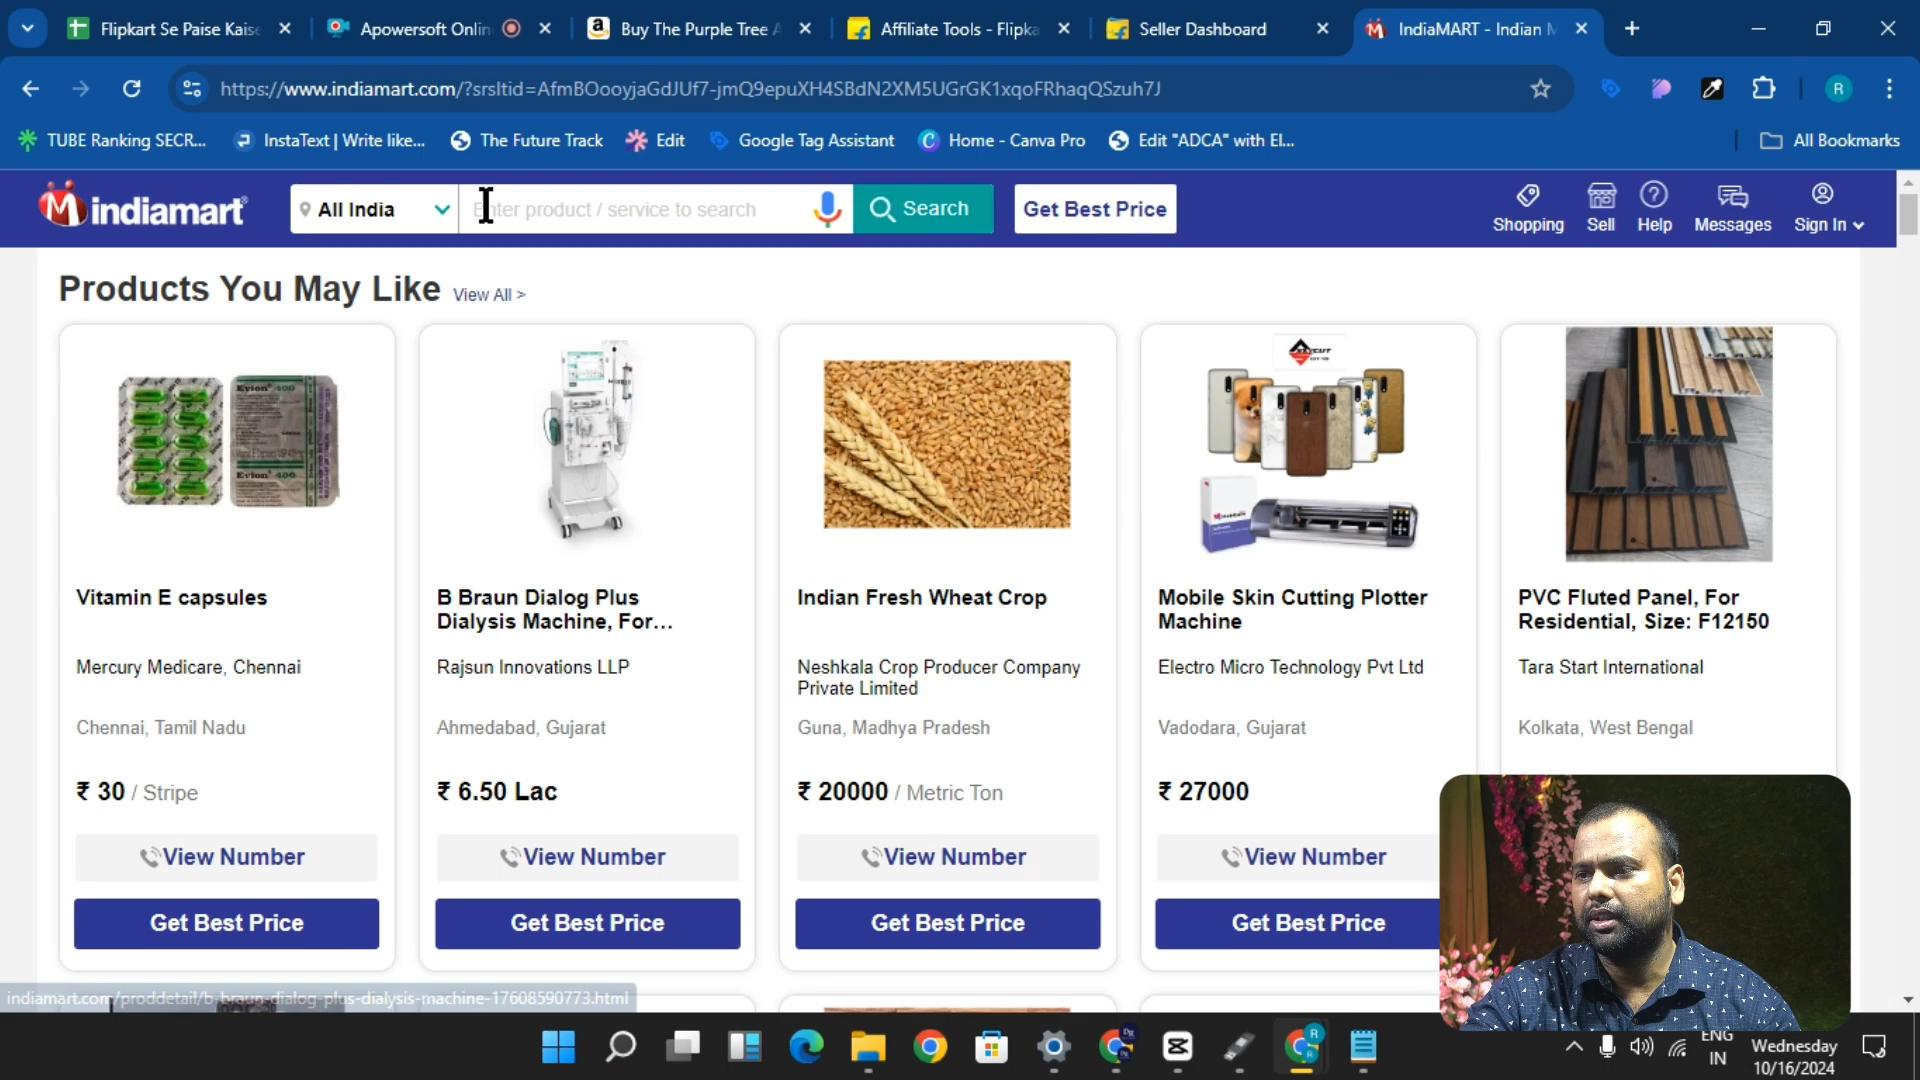 Flipkart Se Paise Kaise
Apowersoft Onlin
Buy The Purple Tree A
Affiliate Tools - Flipka
Seller Dashboard
IndiaMART - Indian M
https://www.indiamart.com/?srsltid=AfmBOooyjaGdJUf7-jmQ9epuXH4SBdN2XM5UGrGK1xqoFRhaqQSzuh7J
R
TUBE Ranking SECR...
InstaText | Write like...
The Future Track
Edit
Google Tag Assistant
Home - Canva Pro
Edit "ADCA" with El...
All Bookmarks
indiamart
All India
Enter product / service to search
Search
Get Best Price
Shopping
Sell
Help
Messages
Sign In
Products You May Like View All >
Vitamin E capsules
Mercury Medicare, Chennai
Chennai, Tamil Nadu
₹ 30 / Stripe
View Number
Get Best Price
B Braun Dialog Plus
Dialysis Machine, For...
Rajsun Innovations LLP
Ahmedabad, Gujarat
₹ 6.50 Lac
View Number
Get Best Price
Indian Fresh Wheat Crop
Neshkala Crop Producer Company
Private Limited
Guna, Madhya Pradesh
₹ 20000 / Metric Ton
View Number
Get Best Price
Mobile Skin Cutting Plotter
Machine
Electro Micro Technology Pvt Ltd
Vadodara, Gujarat
₹ 27000
View Number
Get Best Price
PVC Fluted Panel, For
Residential, Size: F12150
Tara Start International
Kolkata, West Bengal
indiamart.com/proddetail/b-braun-dialog-plus-dialysis-machine-17608590773.html
ENG
IN
Wednesday
10/16/2024